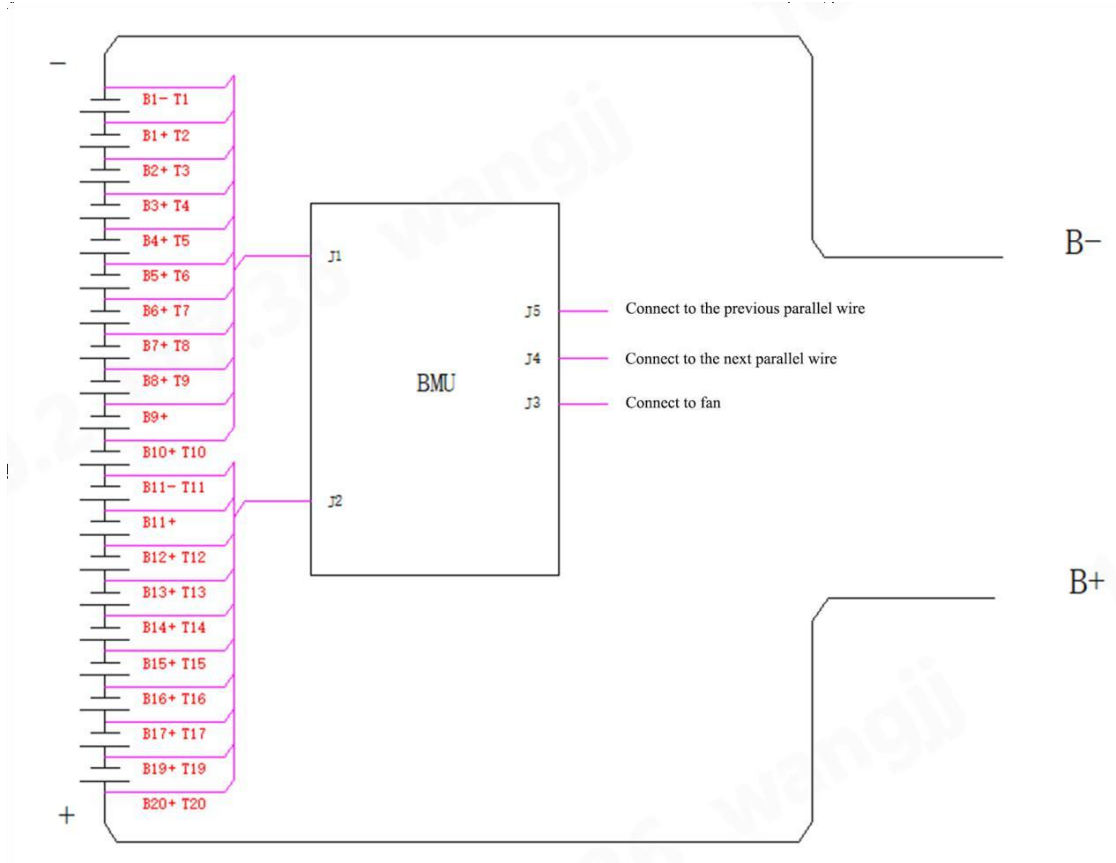 −
B1- T1
B1+ T2
B2+ T3
B3+ T4
B4+ T5
B5+ T6
B6+ T7
B7+ T8
B8+ T9
B9+
B10+ T10
B11- T11
B11+
B12+ T12
B13+ T13
B14+ T14
B15+ T15
B16+ T16
B17+ T17
B19+ T19
B20+ T20
+
J1
J2
BMU
J5
J4
J3
Connect to the previous parallel wire
Connect to the next parallel wire
Connect to fan
B-
B+
wangjj
wangjj